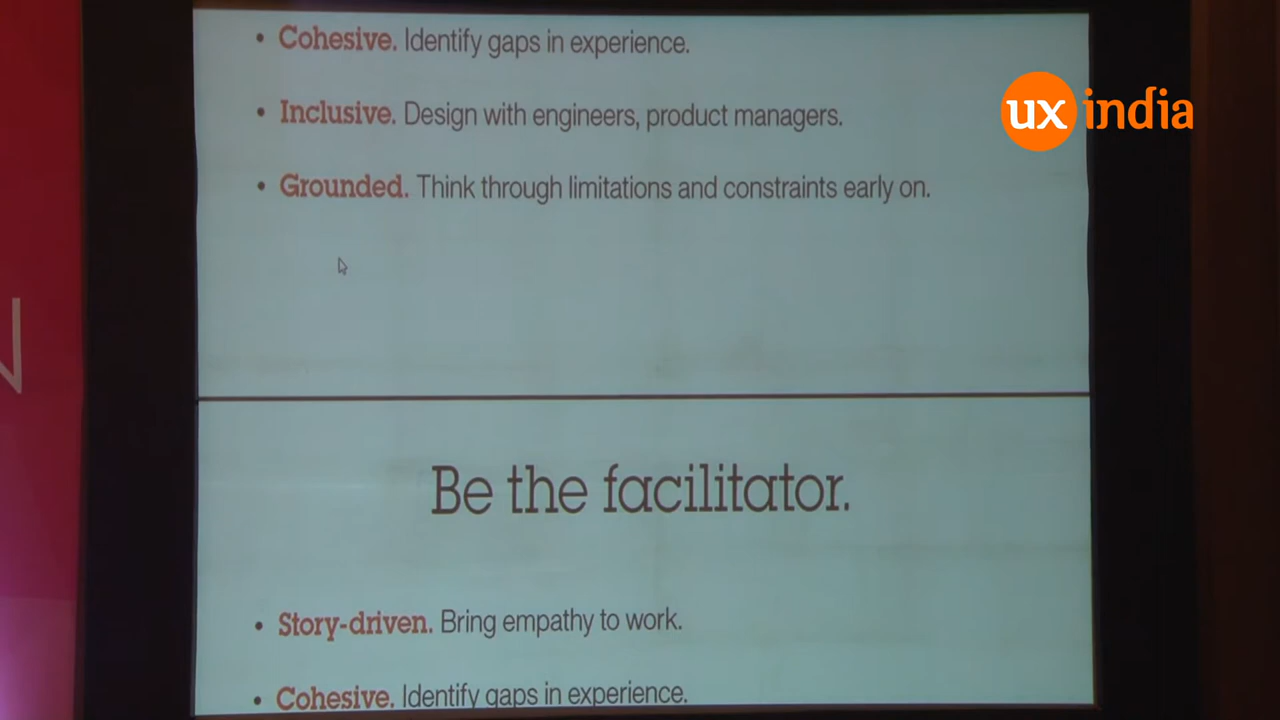 • Cohesive. Identify gaps in experience.
ux india
• Inclusive. Design with engineers, product managers.
• Grounded. Think through limitations and constraints early on.
Be the facilitator.
• Story-driven. Bring empathy to work.
• Cohesive. Identify gaps in experience.